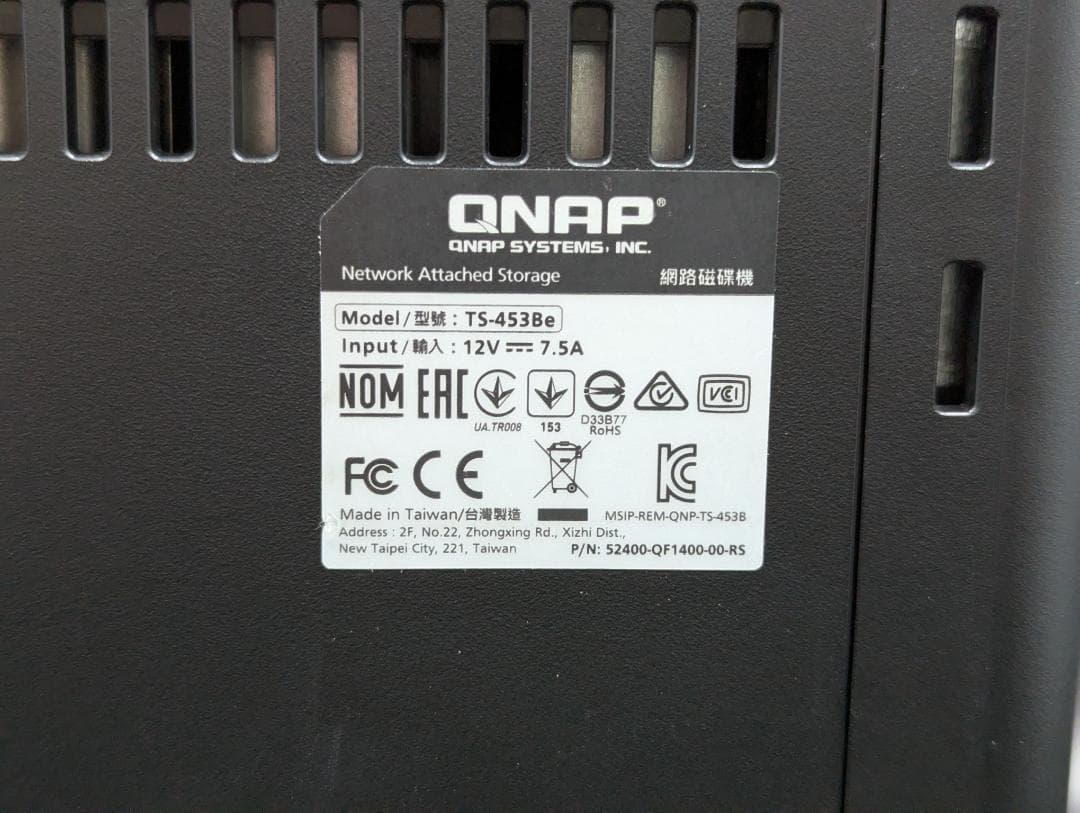 QNAP®
QNAP SYSTEMS, INC.
Network Attached Storage 網路磁碟機
Model/型號：TS-453Be
Input/輸入：12V ⎓ 7.5A
NOM EAC
UA.TR008 153 D33B77 RoHS VCI
FC CE KC
Made in Taiwan/台灣製造 MSIP-REM-QNP-TS-453B
Address : 2F, No.22, Zhongxing Rd., Xizhi Dist.,
New Taipei City, 221, Taiwan P/N: 52400-QF1400-00-RS